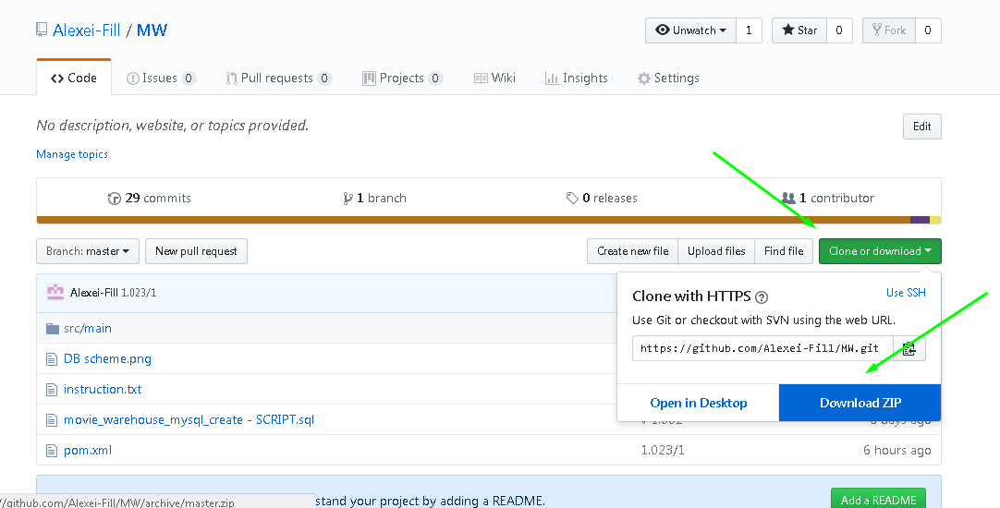 Alexei-Fill / MW
Unwatch 1 Star 0 Fork 0
Code Issues 0 Pull requests 0 Projects 0 Wiki Insights Settings
No description, website, or topics provided.
Edit
Manage topics
29 commits 1 branch 0 releases 1 contributor
Branch: master New pull request Create new file Upload files Find file Clone or download
Alexei-Fill 1.023/1
Clone with HTTPS ? Use SSH
Use Git or checkout with SVN using the web URL.
src/main
https://github.com/Alexei-Fill/MW.git
DB scheme.png
instruction.txt
Open in Desktop Download ZIP
movie_warehouse_mysql_create - SCRIPT.sql
pom.xml 1.023/1 6 hours ago
stand your project by adding a README. Add a README
//github.com/Alexei-Fill/MW/archive/master.zip